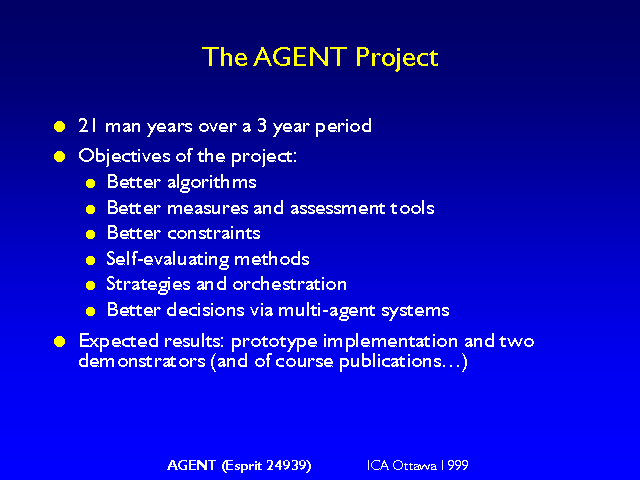 The AGENT Project
21 man years over a 3 year period
Objectives of the project:
Better algorithms
Better measures and assessment tools
Better constraints
Self-evaluating methods
Strategies and orchestration
Better decisions via multi-agent systems
Expected results: prototype implementation and two
demonstrators (and of course publications…)
AGENT (Esprit 24939) ICA Ottawa 1999